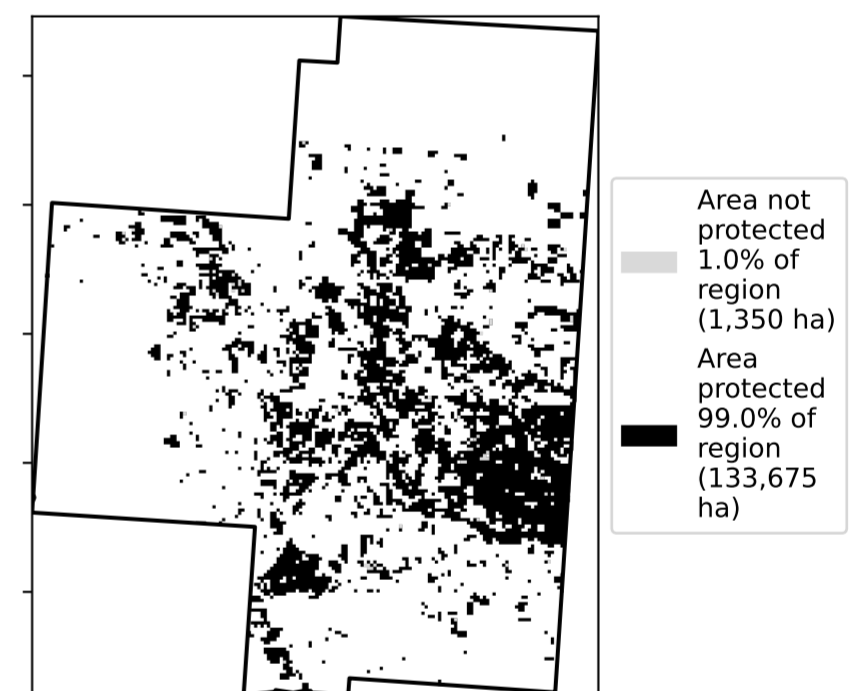 Area not
protected
1.0% of
region
(1,350 ha)
Area
protected
99.0% of
region
(133,675
ha)